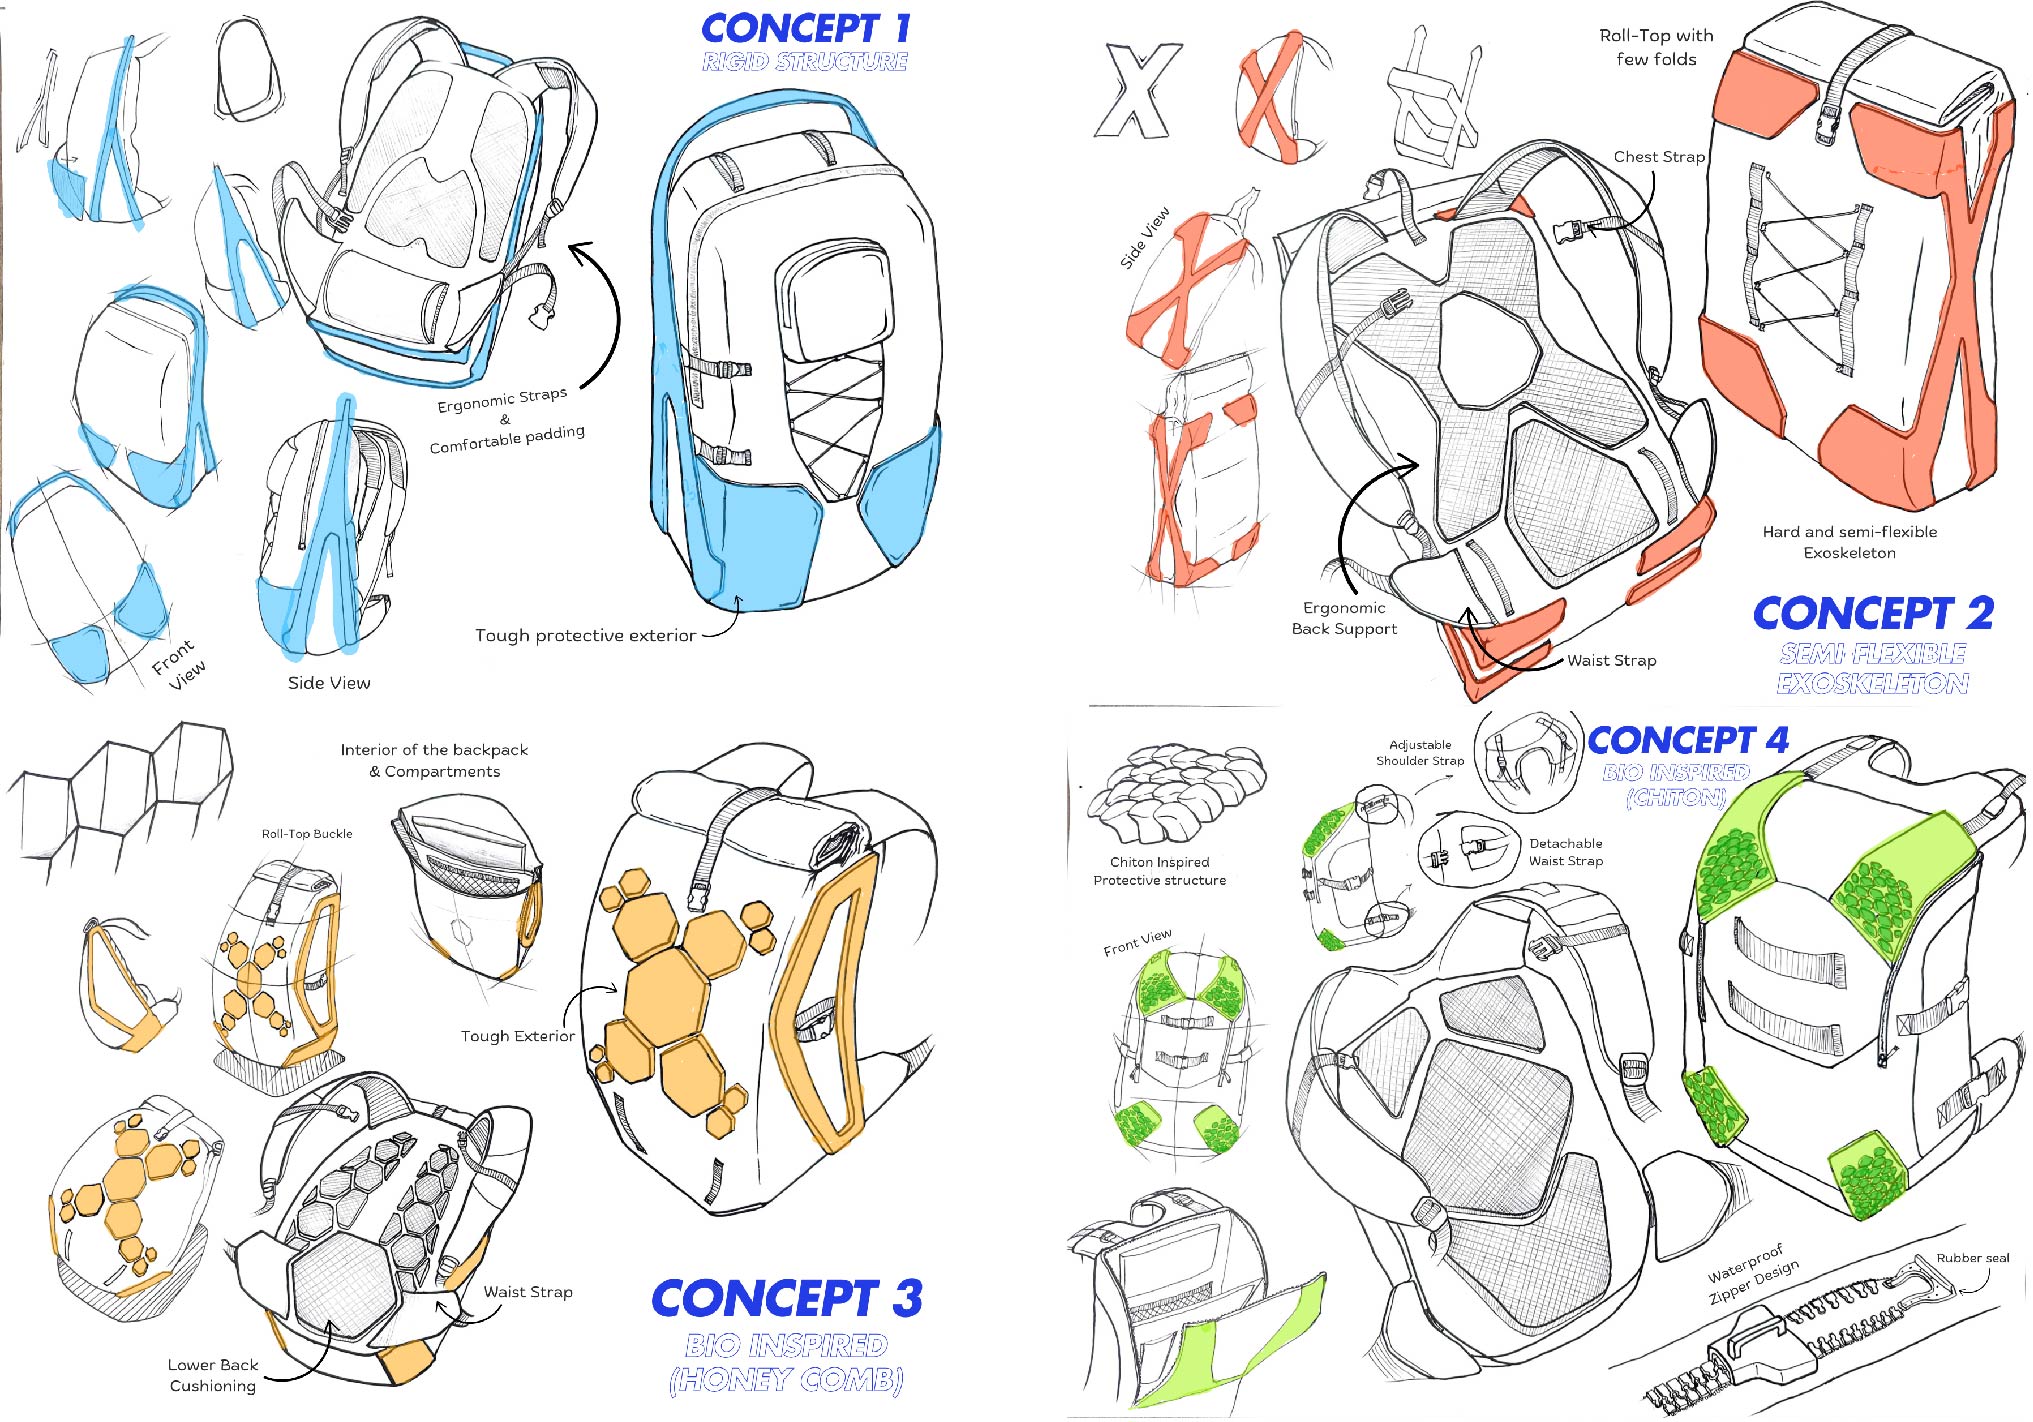 CONCEPT 1
RIGID STRUCTURE
Ergonomic Straps
&
Comfortable padding
Tough protective exterior
Front
View
Side View
Roll-Top with
few folds
Chest Strap
Side View
Hard and semi-flexible
Exoskeleton
Ergonomic
Back Support
Waist Strap
CONCEPT 2
SEMI FLEXIBLE
EXOSKELETON
Interior of the backpack
& Compartments
Roll-Top Buckle
Tough Exterior
Waist Strap
Lower Back
Cushioning
CONCEPT 3
BIO INSPIRED
(HONEY COMB)
CONCEPT 4
BIO INSPIRED
(CHITON)
Adjustable
Shoulder Strap
Detachable
Waist Strap
Chiton Inspired
Protective structure
Front View
Waterproof
Zipper Design
Rubber seal